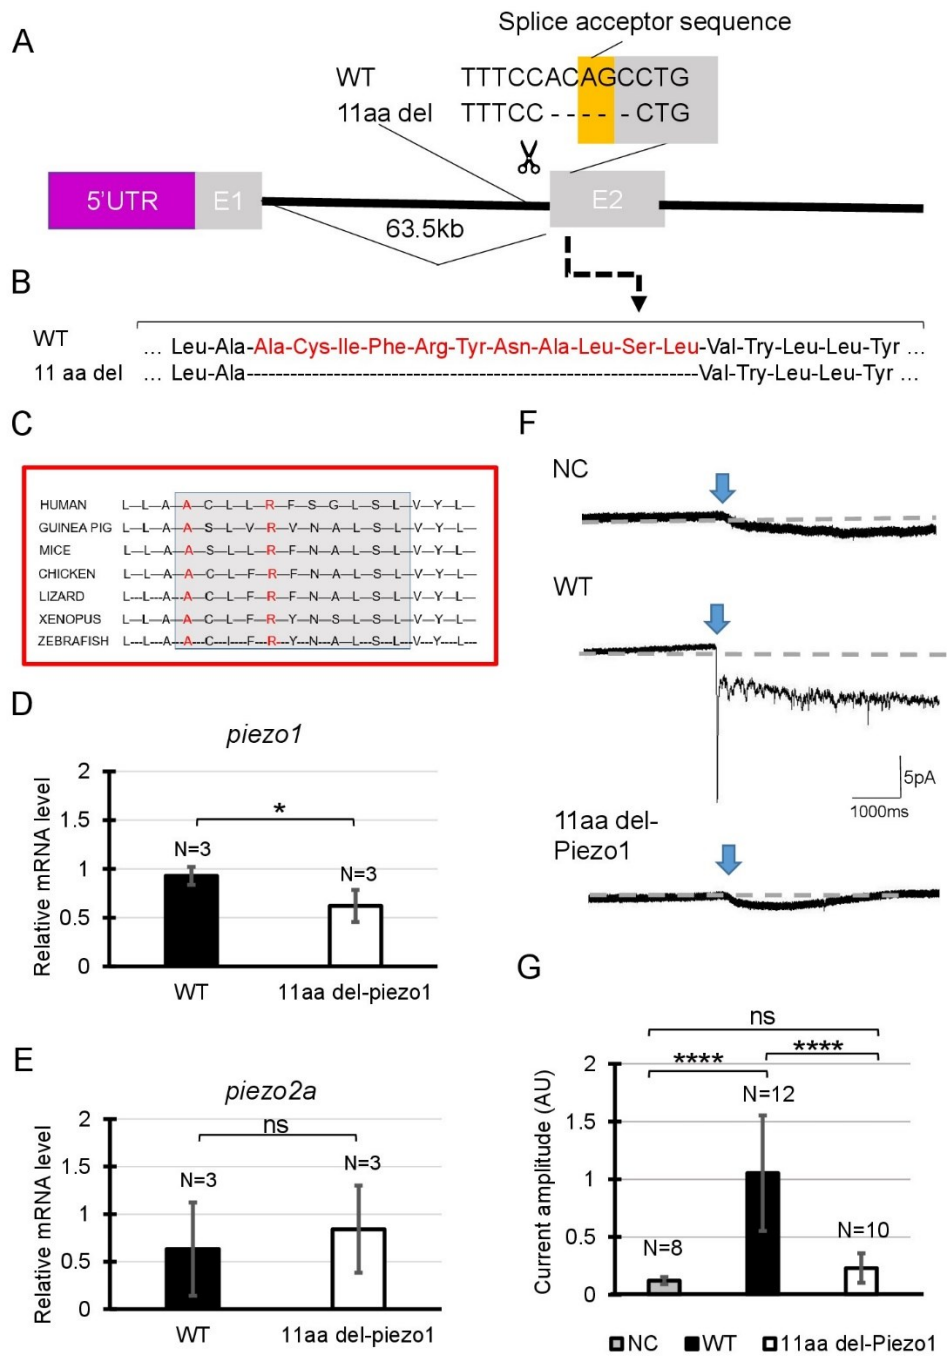 A
Splice acceptor sequence
WT TTTCCACAGCCTG
11aa del TTTCC - - - - - CTG
5'UTR E1 E2
63.5kb
B
WT ... Leu-Ala-Ala-Cys-Ile-Phe-Arg-Tyr-Asn-Ala-Leu-Ser-Leu-Val-Try-Leu-Leu-Tyr ...
11 aa del ... Leu-Ala-----------------------------------------------------Val-Try-Leu-Leu-Tyr ...
C
HUMAN L—L—A—A—C—L—L—R—F—S—G—L—S—L—V—Y—L—
GUINEA PIG L—L—A—A—S—L—V—R—V—N—A—L—S—L—V—Y—L—
MICE L—L—A—A—S—L—L—R—F—N—A—L—S—L—V—Y—L—
CHICKEN L—L—A—A—C—L—F—R—F—N—A—L—S—L—V—Y—L—
LIZARD L---L---A---A---C---L---F---R---F---N---A---L---S---L---V---Y---L---
XENOPUS L—L—A—A—C—L—F—R—Y—N—S—L—S—L—V—Y—L—
ZEBRAFISH L---L---A---A---C---I---F---R---Y---N---A---L---S---L---V---Y---L---
D
piezo1
Relative mRNA level
2
1.5
1
0.5
0
*
N=3
N=3
WT
11aa del-piezo1
E
piezo2a
Relative mRNA level
2
1.5
1
0.5
0
ns
N=3
N=3
WT
11aa del-piezo1
F
NC
WT
5pA
1000ms
11aa del-
Piezo1
G
ns
**** ****
Current amplitude (AU)
2
1.5
1
0.5
0
N=8
N=12
N=10
NC WT 11aa del-Piezo1